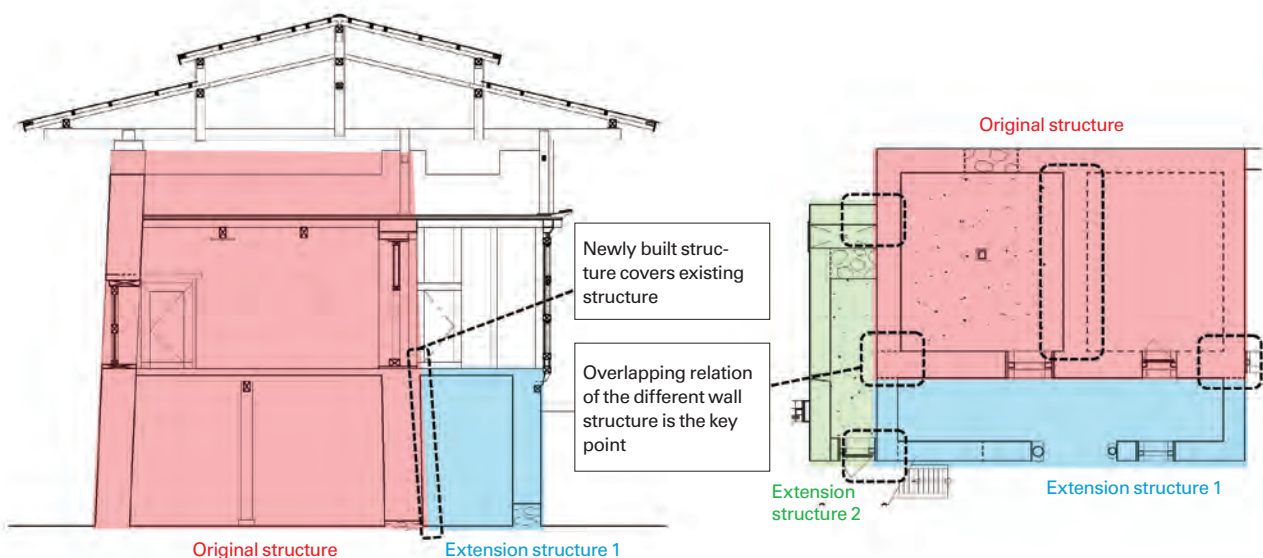 Original structure
Newly built struc-
ture covers existing
structure
Overlapping relation
of the different wall
structure is the key
point
Extension
structure 2
Extension structure 1
Original structure
Extension structure 1